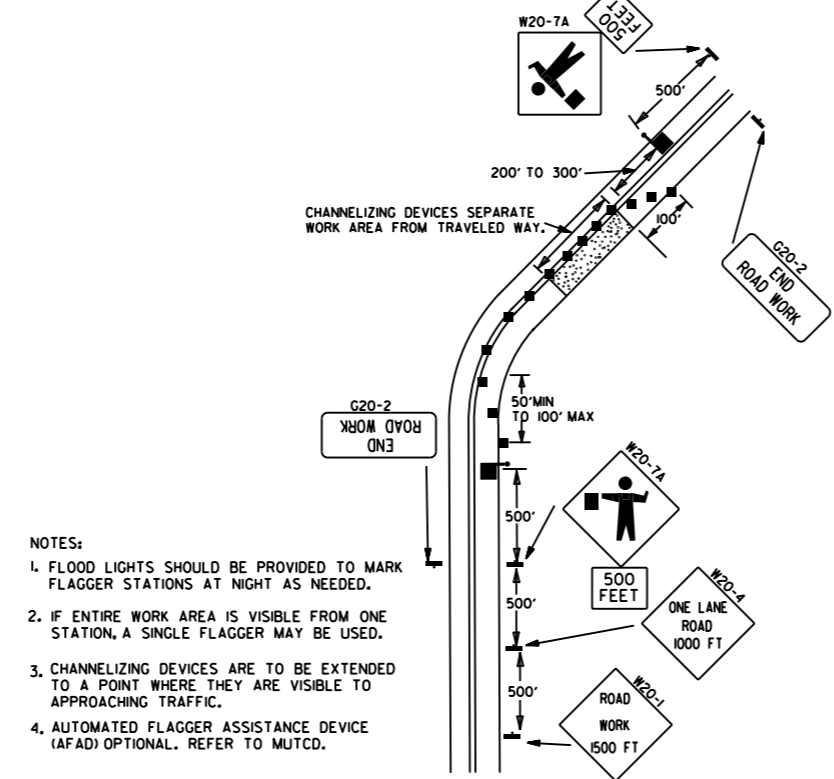 W20-7A
500
FEET
500'
200' TO 300'
CHANNELIZING DEVICES SEPARATE
WORK AREA FROM TRAVELED WAY.
100'
G20-2
END
ROAD WORK
50'MIN
TO 100' MAX
G20-2
END
ROAD WORK
W20-7A
500'
500
FEET
500'
W20-4
ONE LANE
ROAD
1000 FT
500'
W20-1
ROAD
WORK
1500 FT
NOTES:
1. FLOOD LIGHTS SHOULD BE PROVIDED TO MARK
FLAGGER STATIONS AT NIGHT AS NEEDED.
2. IF ENTIRE WORK AREA IS VISIBLE FROM ONE
STATION, A SINGLE FLAGGER MAY BE USED.
3. CHANNELIZING DEVICES ARE TO BE EXTENDED
TO A POINT WHERE THEY ARE VISIBLE TO
APPROACHING TRAFFIC.
4. AUTOMATED FLAGGER ASSISTANCE DEVICE
(AFAD) OPTIONAL. REFER TO MUTCD.